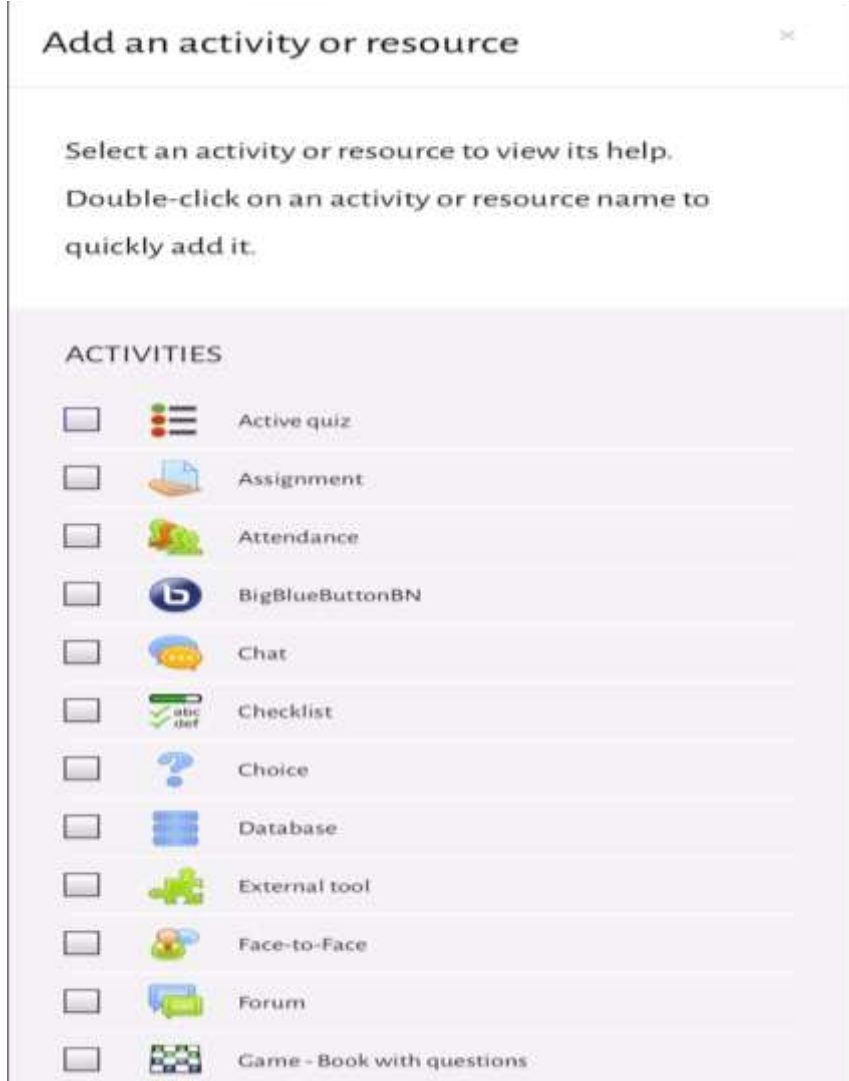 Add an activity or resource
×
Select an activity or resource to view its help.
Double-click on an activity or resource name to
quickly add it.
ACTIVITIES
Active quiz
Assignment
Attendance
b BigBlueButtonBN
Chat
abc
def
Checklist
? Choice
Database
External tool
Face-to-Face
Forum
Game - Book with questions